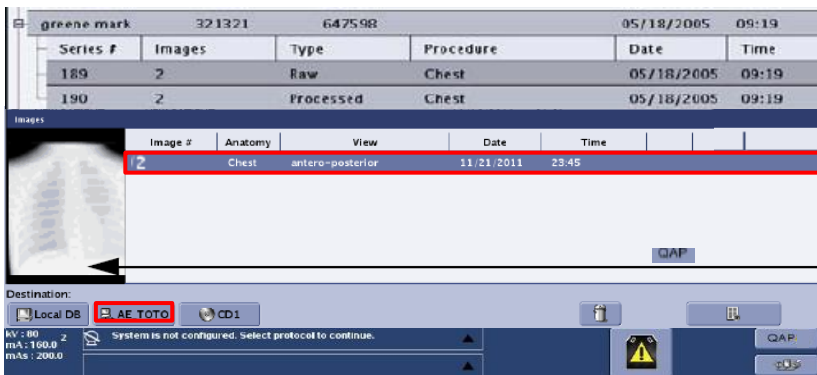 greene mark 321321 647598 05/18/2005 09:19
Series # Images Type Procedure Date Time
189 2 Raw Chest 05/18/2005 09:19
190 2 Processed Chest 05/18/2005 09:19
Images
Image # Anatomy View Date Time
2 Chest antero-posterior 11/21/2011 23:45
QAP
Destination:
Local DB AE_TOTO CD1
kV : 80 2 System is not configured. Select protocol to continue. QAP
mA : 160.0
mAs : 200.0